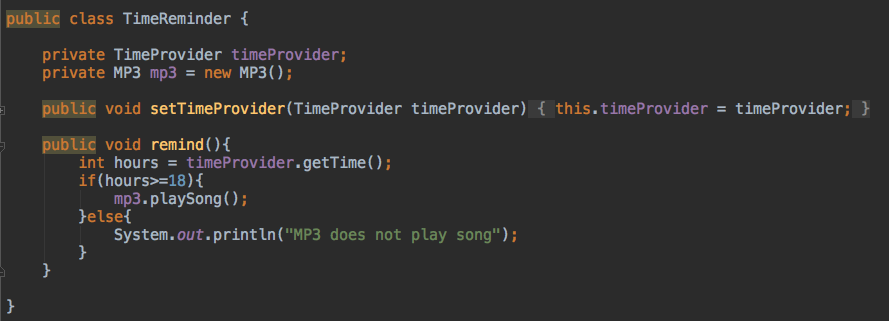 public class TimeReminder {
private TimeProvider timeProvider;
private MP3 mp3 = new MP3();
public void setTimeProvider(TimeProvider timeProvider) { this.timeProvider = timeProvider; }
public void remind(){
int hours = timeProvider.getTime();
if(hours>=18){
mp3.playSong();
}else{
System.out.println("MP3 does not play song");
}
}
}